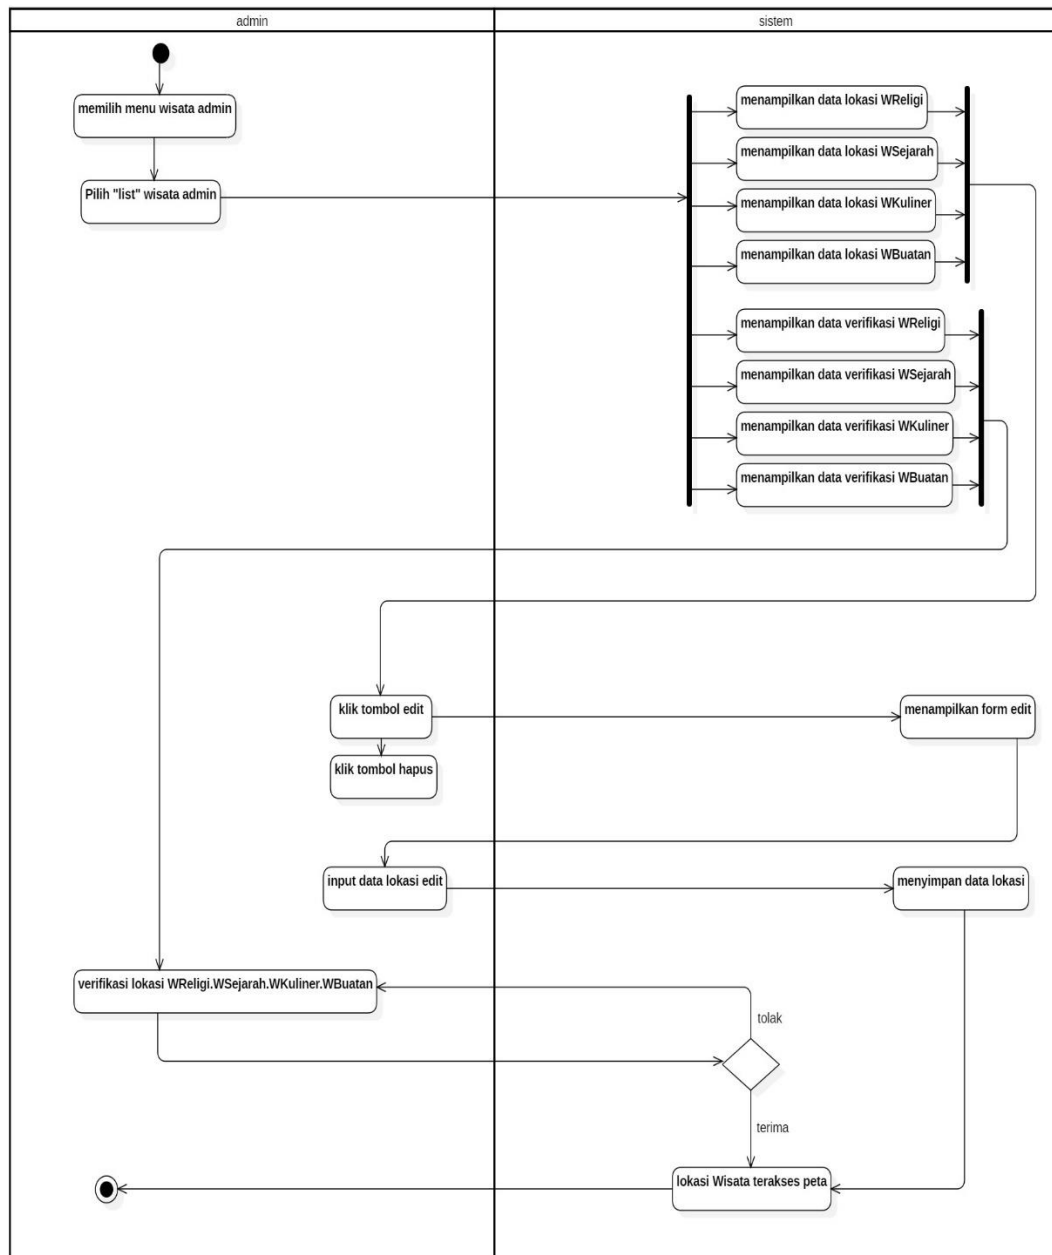 admin
sistem
memilih menu wisata admin
Pilih "list" wisata admin
menampilkan data lokasi WReligi
menampilkan data lokasi WSejarah
menampilkan data lokasi WKuliner
menampilkan data lokasi WBuatan
menampilkan data verifikasi WReligi
menampilkan data verifikasi WSejarah
menampilkan data verifikasi WKuliner
menampilkan data verifikasi WBuatan
klik tombol edit
menampilkan form edit
klik tombol hapus
input data lokasi edit
menyimpan data lokasi
verifikasi lokasi WReligi.WSejarah.WKuliner.WBuatan
tolak
terima
lokasi Wisata terakses peta